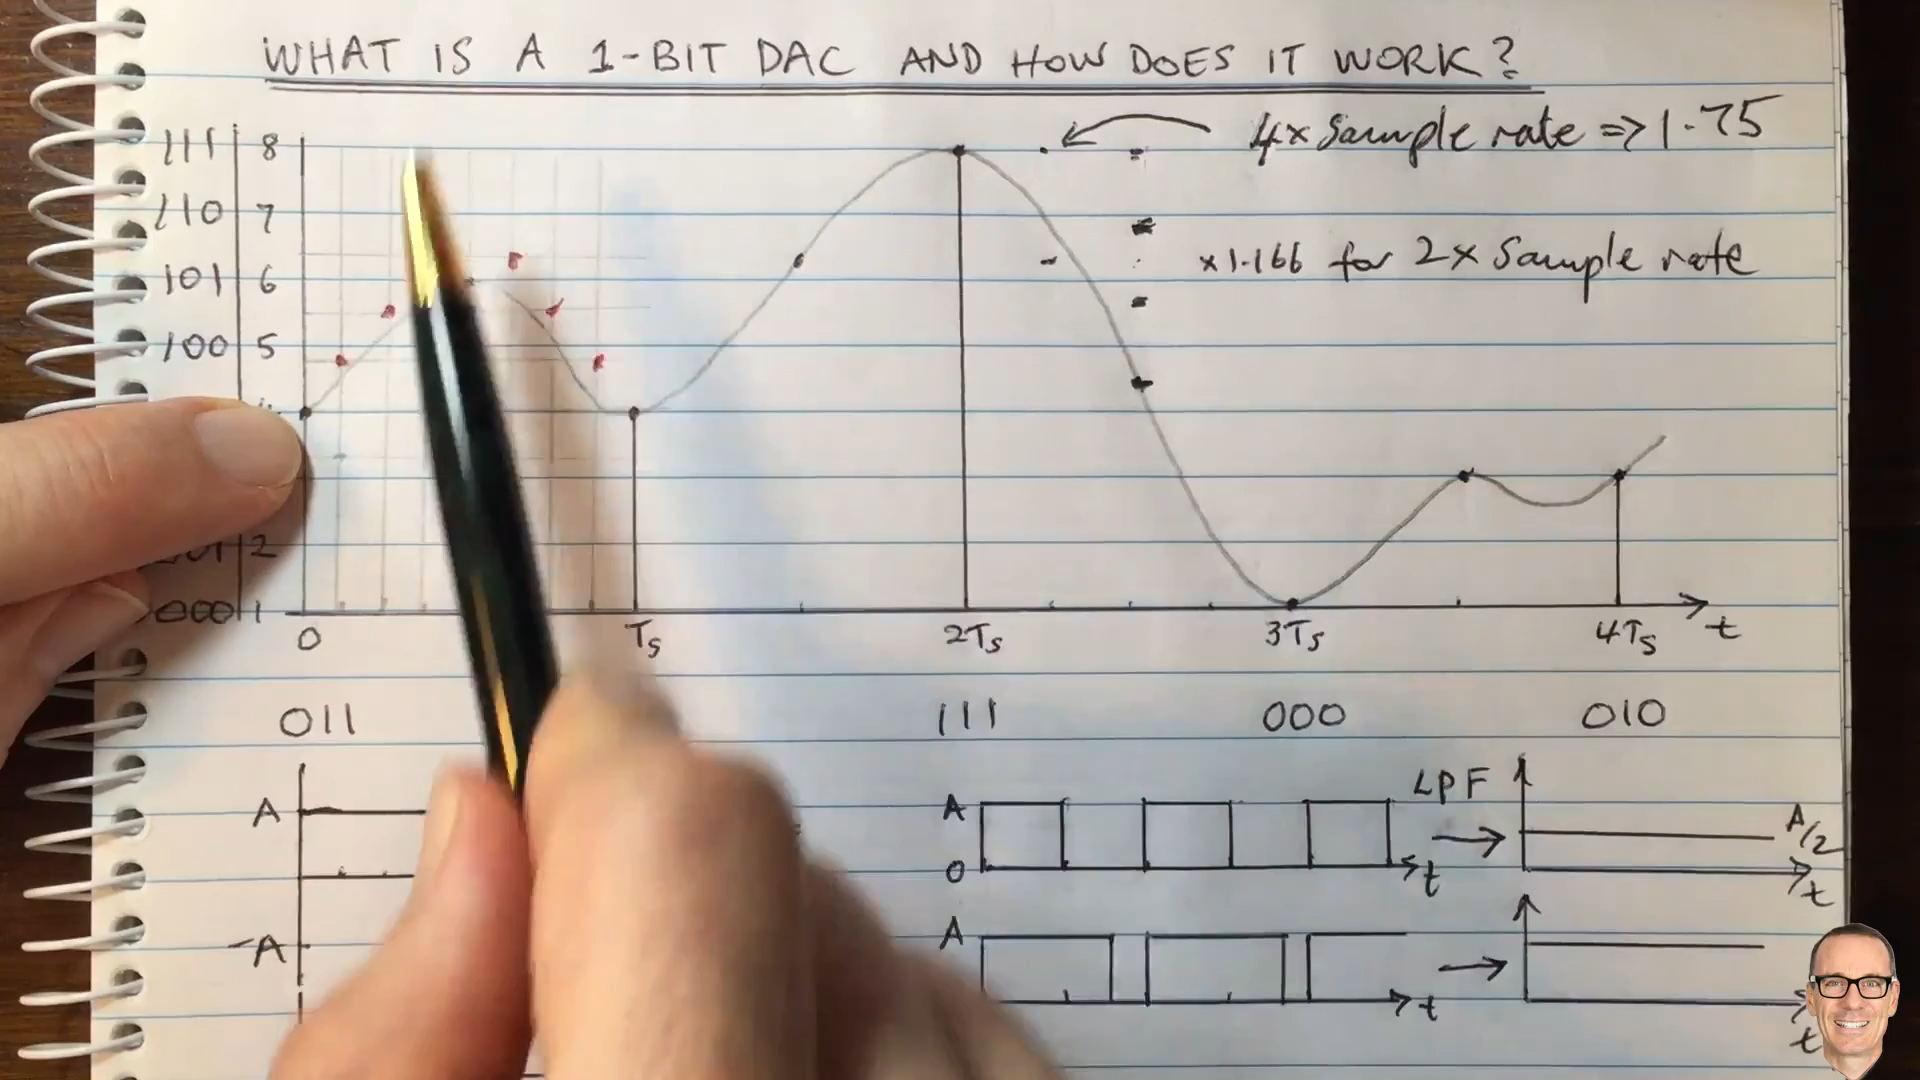 WHAT IS A 1-BIT DAC AND HOW DOES IT WORK?
4x Sample rate => 1.75
111 8
110 7
x1.166 for 2x Sample rate
101 6
100 5
2
000 1
0 Ts 2Ts 3Ts 4Ts t
011 111 000 010
LPF
A A A/2
0 t t
-A A
t t